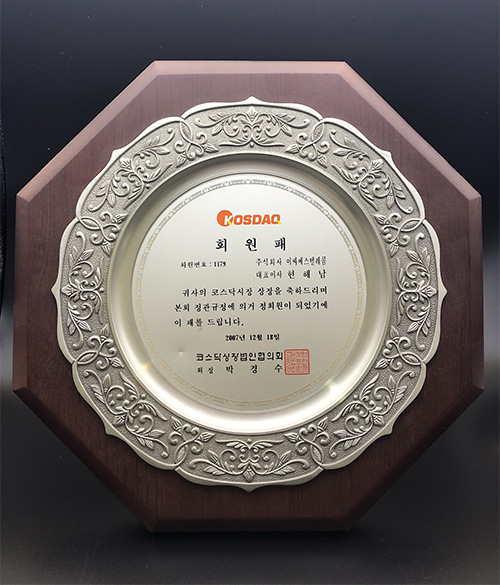 KOSDAQ
회 원 패
회원번호 : 1179
주식회사 이씨에스텔레콤
대표이사 현 해 남
귀사의 코스닥시장 상장을 축하드리며
본회 정관규정에 의거 정회원이 되었기에
이 패를 드립니다.
2007년 12월 18일
코스닥상장법인협의회
회장 박 경 수